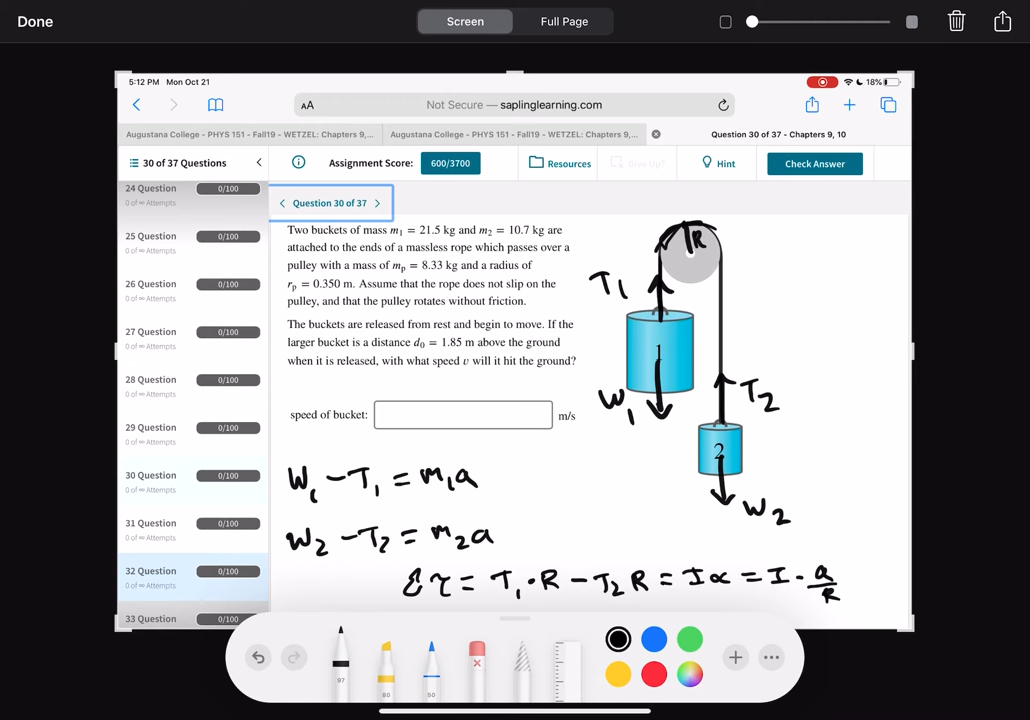 Done
Screen
Full Page
5:12 PM Mon Oct 21
18%
AA
Not Secure — saplinglearning.com
Augustana College - PHYS 151 - Fall19 - WETZEL: Chapters 9,...
Augustana College - PHYS 151 - Fall19 - WETZEL: Chapters 9,...
Question 30 of 37 - Chapters 9, 10
30 of 37 Questions
Assignment Score:
600/3700
Resources
Give Up?
Hint
Check Answer
24 Question
0/100
0 of ∞ Attempts
25 Question
0/100
0 of ∞ Attempts
26 Question
0/100
0 of ∞ Attempts
27 Question
0/100
0 of ∞ Attempts
28 Question
0/100
0 of ∞ Attempts
29 Question
0/100
0 of ∞ Attempts
30 Question
0/100
0 of ∞ Attempts
31 Question
0/100
0 of ∞ Attempts
32 Question
0/100
0 of ∞ Attempts
33 Question
0/100
Question 30 of 37
Two buckets of mass m₁ = 21.5 kg and m₂ = 10.7 kg are
attached to the ends of a massless rope which passes over a
pulley with a mass of mₚ = 8.33 kg and a radius of
rₚ = 0.350 m. Assume that the rope does not slip on the
pulley, and that the pulley rotates without friction.
The buckets are released from rest and begin to move. If the
larger bucket is a distance d₀ = 1.85 m above the ground
when it is released, with what speed v will it hit the ground?
speed of bucket:
m/s
R
T₁
1
W₁
T₂
2
W₂
W₁ - T₁ = m₁a
W₂ - T₂ = m₂a
Στ = T₁·R - T₂R = Iα = I·a/R
97
80
50